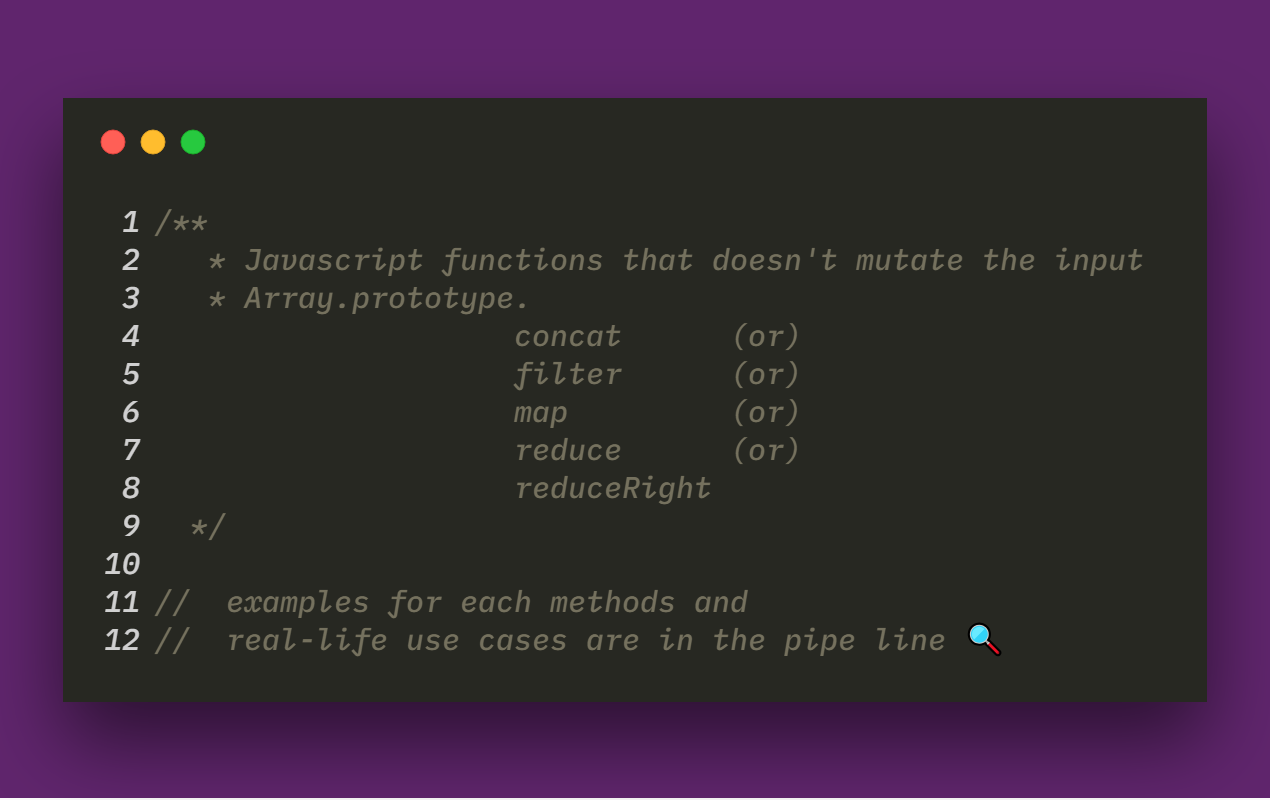 1 /**
2 * Javascript functions that doesn't mutate the input
3 * Array.prototype.
4 concat (or)
5 filter (or)
6 map (or)
7 reduce (or)
8 reduceRight
9 */
10
11 // examples for each methods and
12 // real-life use cases are in the pipe line 🔍